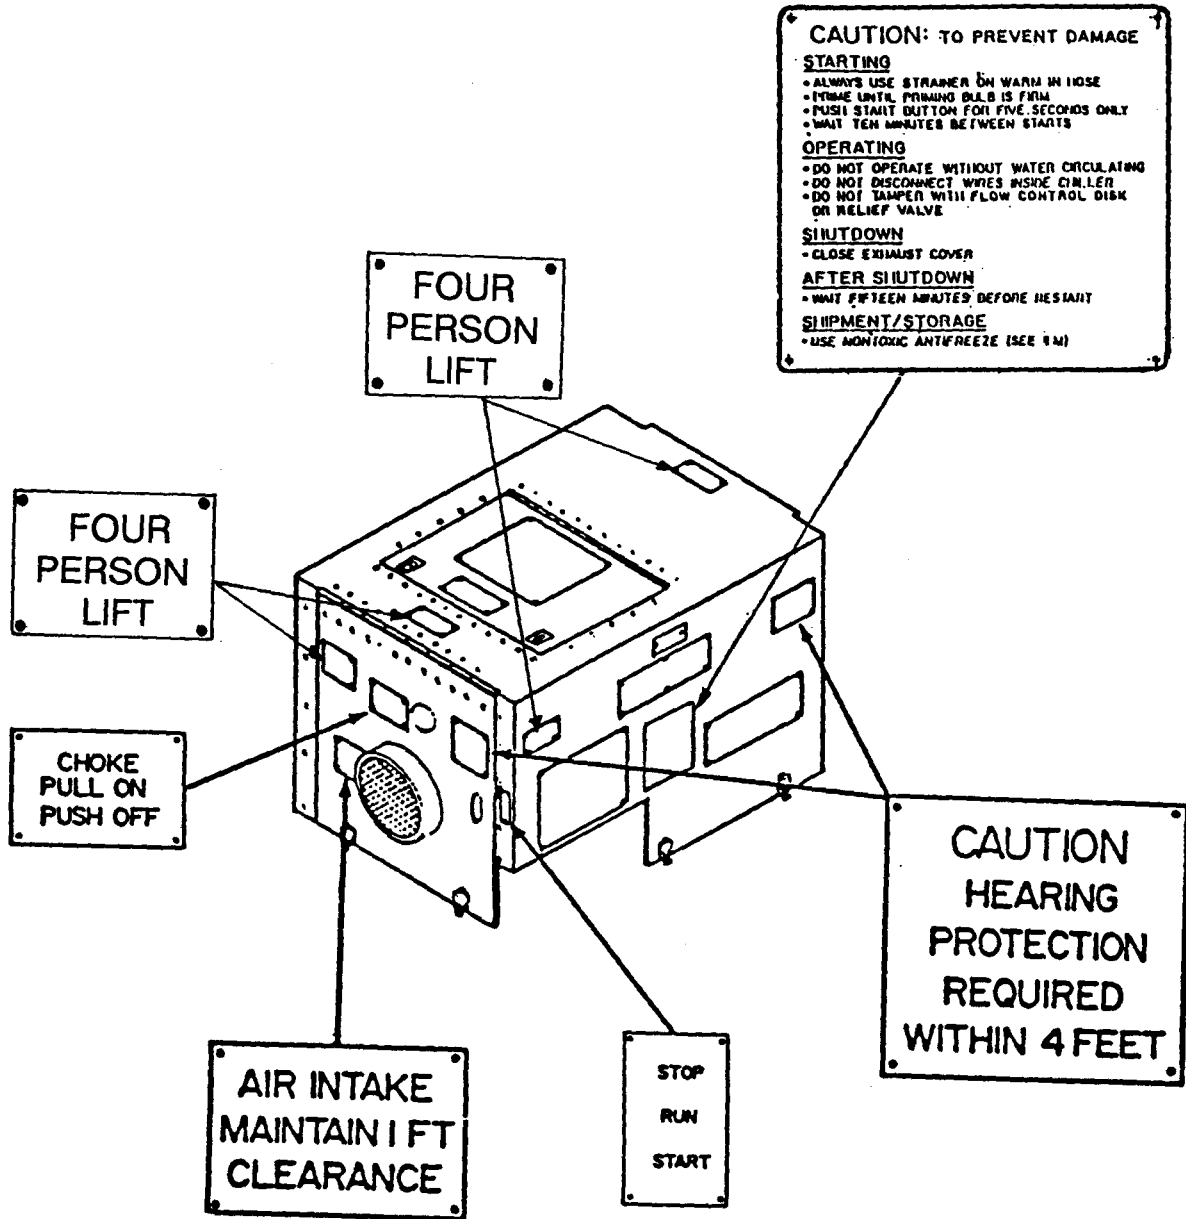 CAUTION: TO PREVENT DAMAGE
STARTING
• ALWAYS USE STRAINER ON WARM IN HOSE
• PRIME UNTIL PRIMING BULB IS FIRM
• PUSH START BUTTON FOR FIVE SECONDS ONLY
• WAIT TEN MINUTES BETWEEN STARTS
OPERATING
• DO NOT OPERATE WITHOUT WATER CIRCULATING
• DO NOT DISCONNECT WIRES INSIDE CHILLER
• DO NOT TAMPER WITH FLOW CONTROL DISK
OR RELIEF VALVE
SHUTDOWN
• CLOSE EXHAUST COVER
AFTER SHUTDOWN
• WAIT FIFTEEN MINUTES BEFORE RESTART
SHIPMENT/STORAGE
• USE NONTOXIC ANTIFREEZE (SEE TM)
FOUR
PERSON
LIFT
FOUR
PERSON
LIFT
CHOKE
PULL ON
PUSH OFF
CAUTION
HEARING
PROTECTION
REQUIRED
WITHIN 4 FEET
AIR INTAKE
MAINTAIN 1 FT
CLEARANCE
STOP
RUN
START